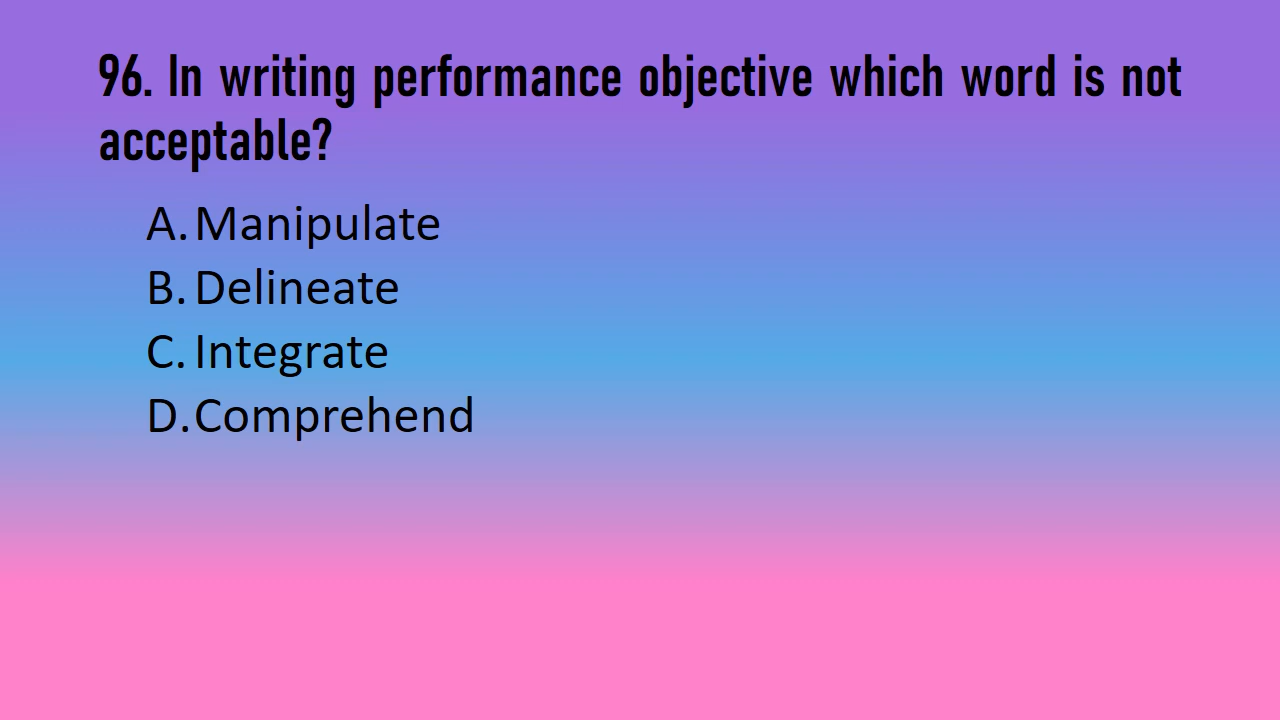 96. In writing performance objective which word is not
acceptable?
A. Manipulate
B. Delineate
C. Integrate
D. Comprehend